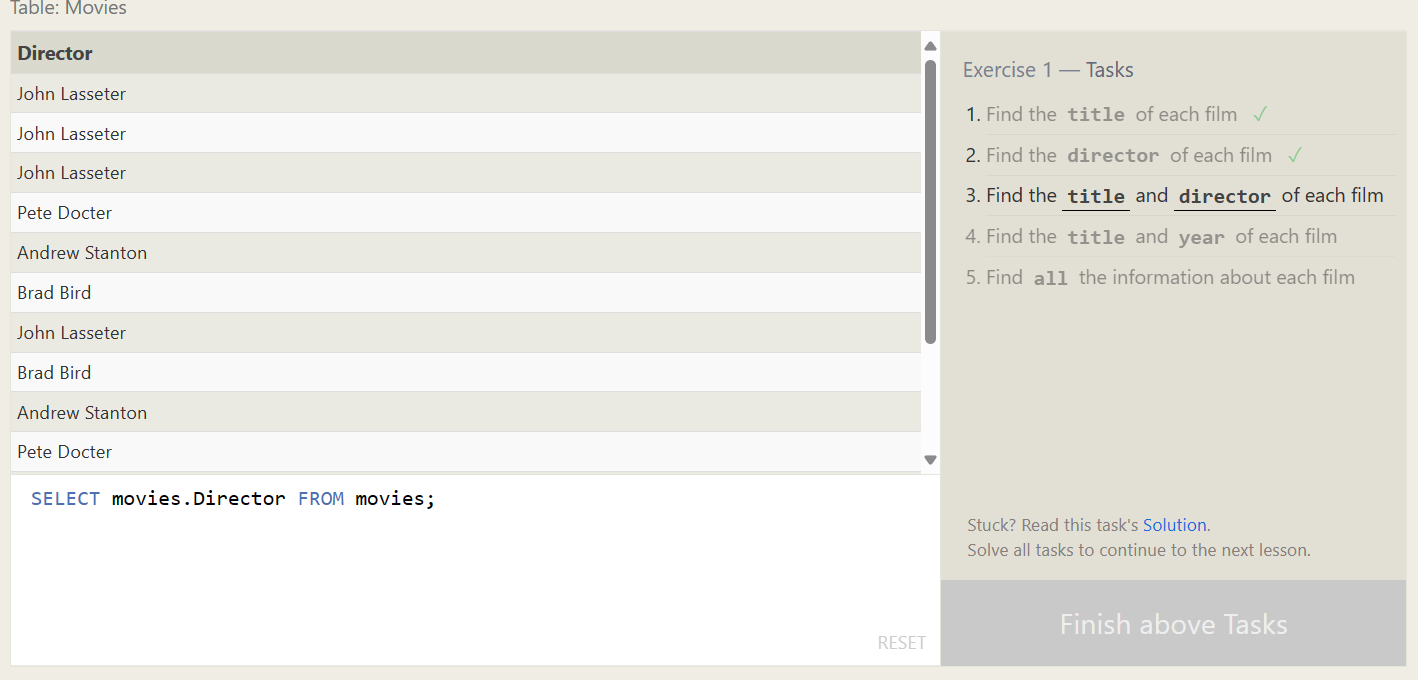 Table: Movies
Director
John Lasseter
John Lasseter
John Lasseter
Pete Docter
Andrew Stanton
Brad Bird
John Lasseter
Brad Bird
Andrew Stanton
Pete Docter
SELECT movies.Director FROM movies;
RESET
Exercise 1 — Tasks
1. Find the title of each film ✓
2. Find the director of each film ✓
3. Find the title and director of each film
4. Find the title and year of each film
5. Find all the information about each film
Stuck? Read this task's Solution.
Solve all tasks to continue to the next lesson.
Finish above Tasks